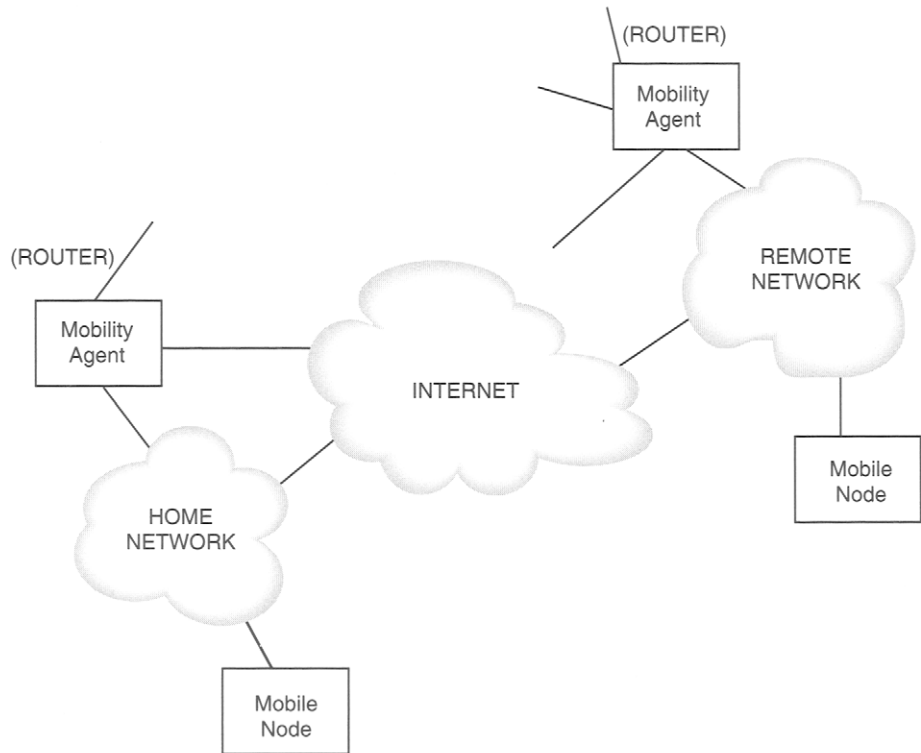 (ROUTER)
Mobility
Agent
REMOTE
NETWORK
(ROUTER)
Mobility
Agent
INTERNET
Mobile
Node
HOME
NETWORK
Mobile
Node